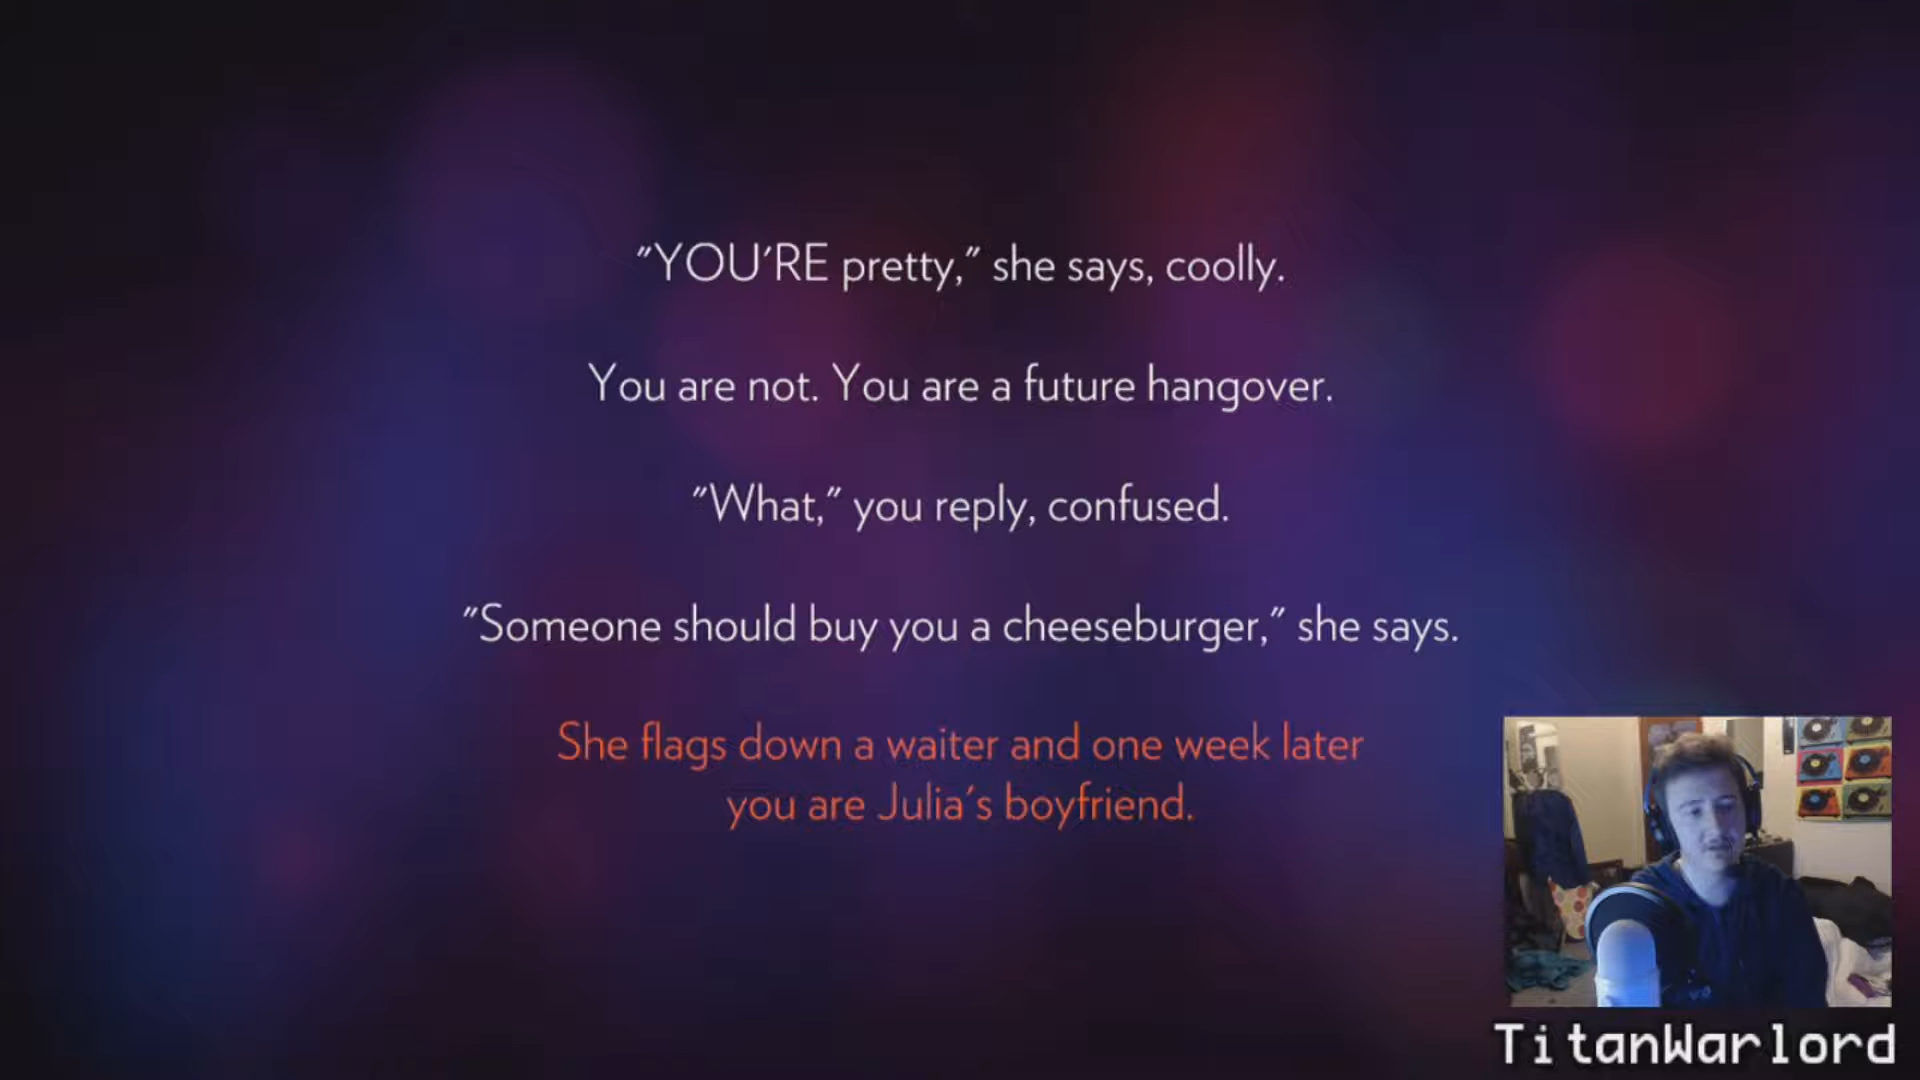 "YOU'RE pretty," she says, coolly.
You are not. You are a future hangover.
"What," you reply, confused.
"Someone should buy you a cheeseburger," she says.
She flags down a waiter and one week later
you are Julia's boyfriend.
TitanWarlord